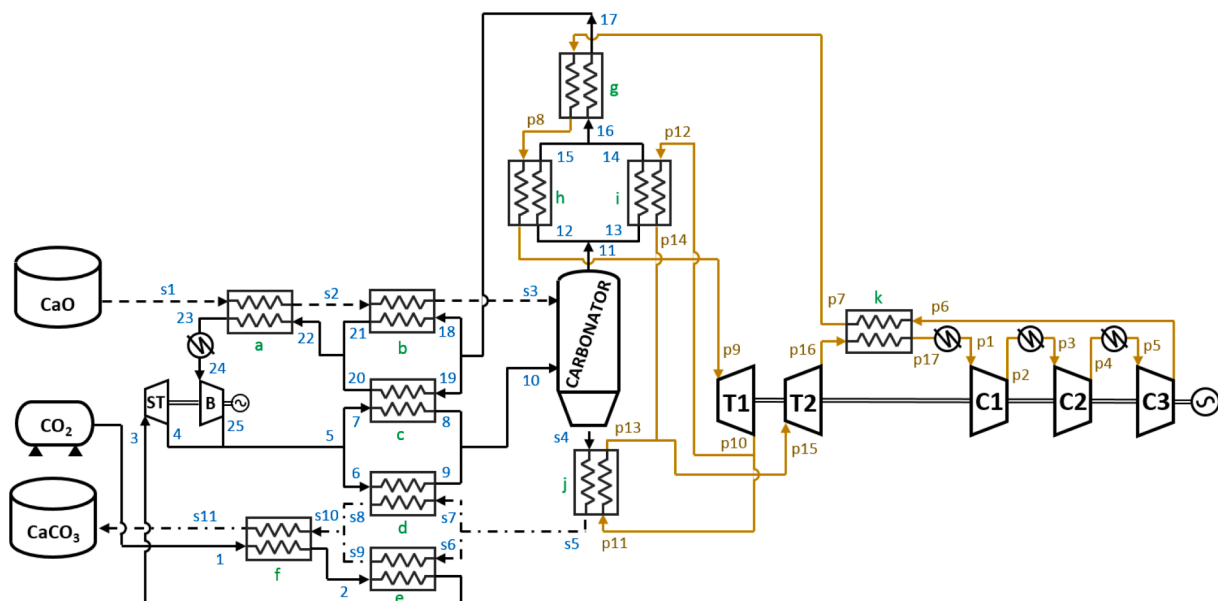 17
g
p8
16
p12
15
14
h
i
12
13
p14
11
CaO
s1
s2
s3
23
22
21
18
a
b
24
20
19
10
CARBONATOR
p7
k
p6
p16
p17
p1
p3
p5
p9
p2
p4
ST
B
25
3
4
5
7
8
c
T1
T2
C1
C2
C3
CO2
s4
p13
p10
p15
6
9
j
CaCO3
s11
s10
s8
s7
d
s5
p11
s9
s6
1
f
2
e